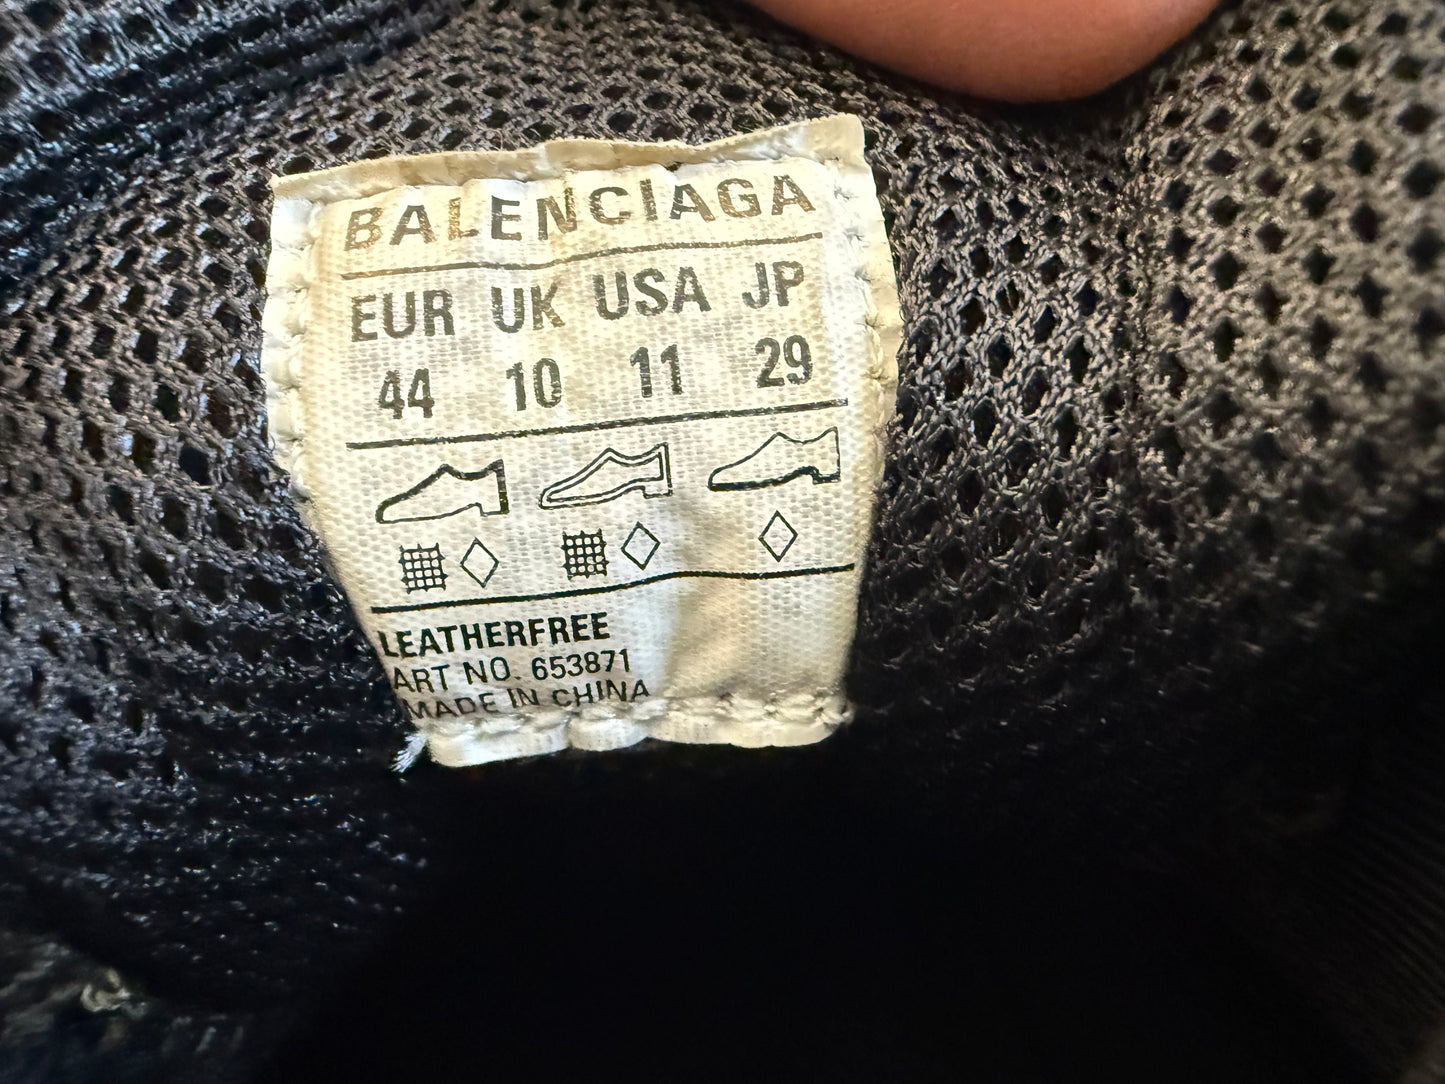 BALENCIAGA
EUR UK USA JP
44 10 11 29
LEATHERFREE
ART NO. 653871
MADE IN CHINA